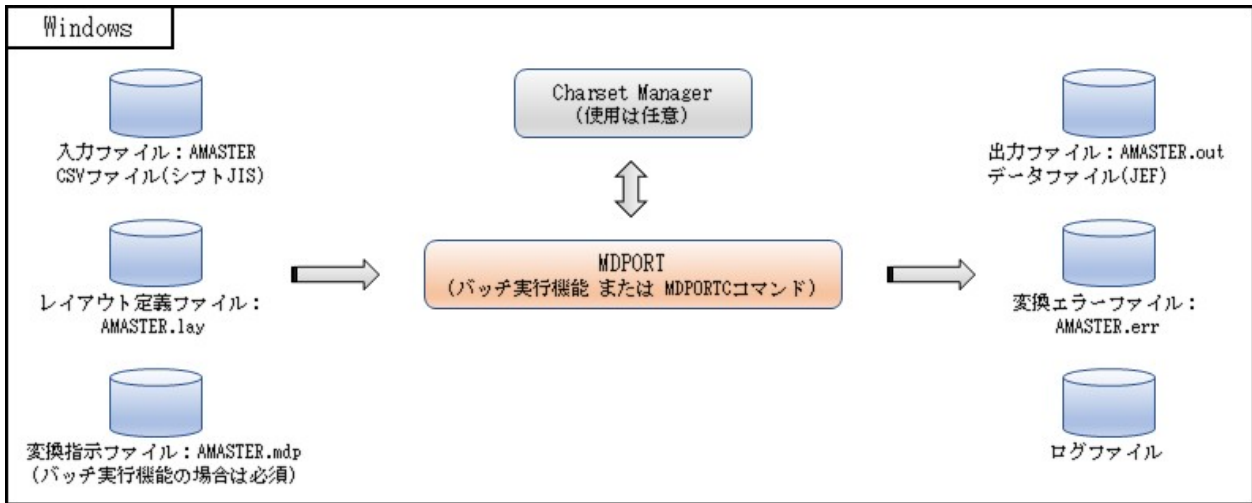 Windows
入力ファイル：AMASTER
CSVファイル(シフトJIS)
レイアウト定義ファイル：
AMASTER.lay
変換指示ファイル：AMASTER.mdp
(バッチ実行機能の場合は必須)
Charset Manager
(使用は任意)
MDPORT
(バッチ実行機能 または MDPORTCコマンド)
出力ファイル：AMASTER.out
データファイル(JEF)
変換エラーファイル：
AMASTER.err
ログファイル